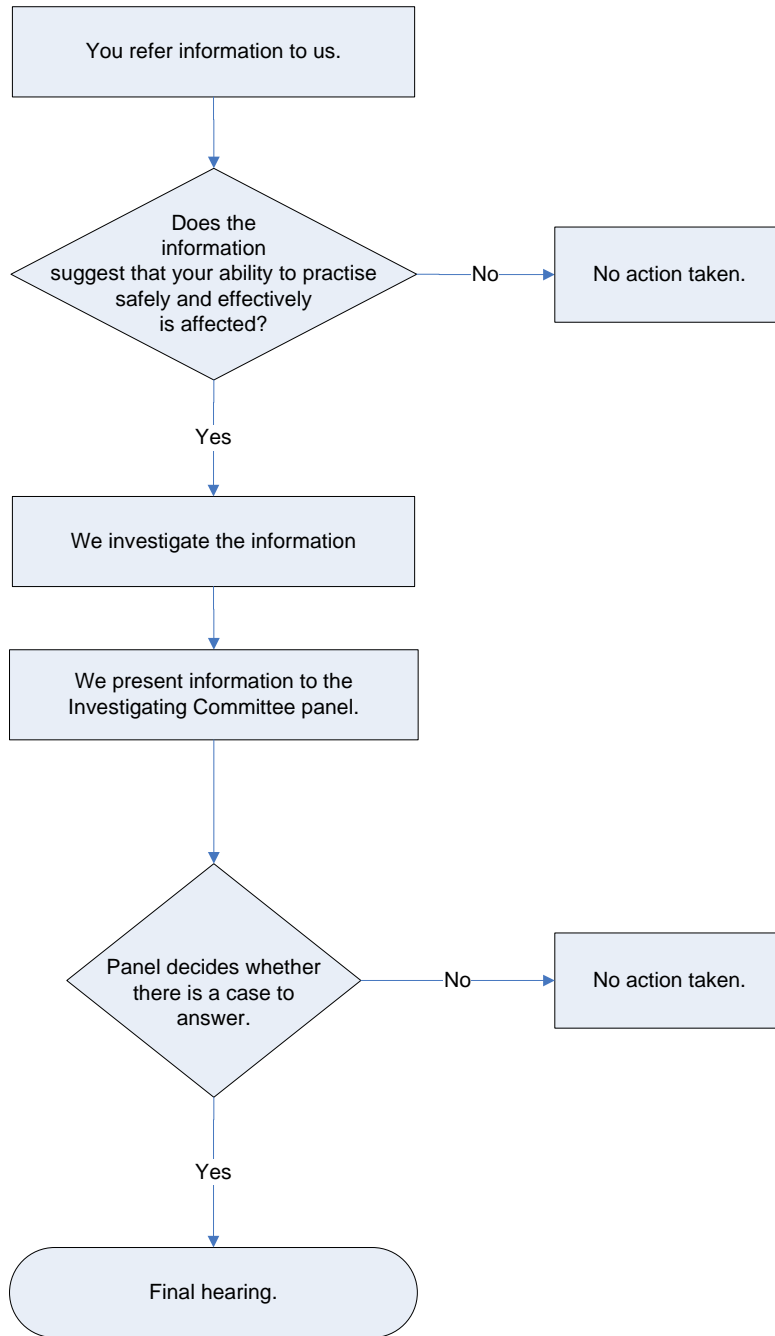 You refer information to us.
Does the
information
suggest that your ability to practise
safely and effectively
is affected?
No
No action taken.
Yes
We investigate the information
We present information to the
Investigating Committee panel.
Panel decides whether
there is a case to
answer.
No
No action taken.
Yes
Final hearing.